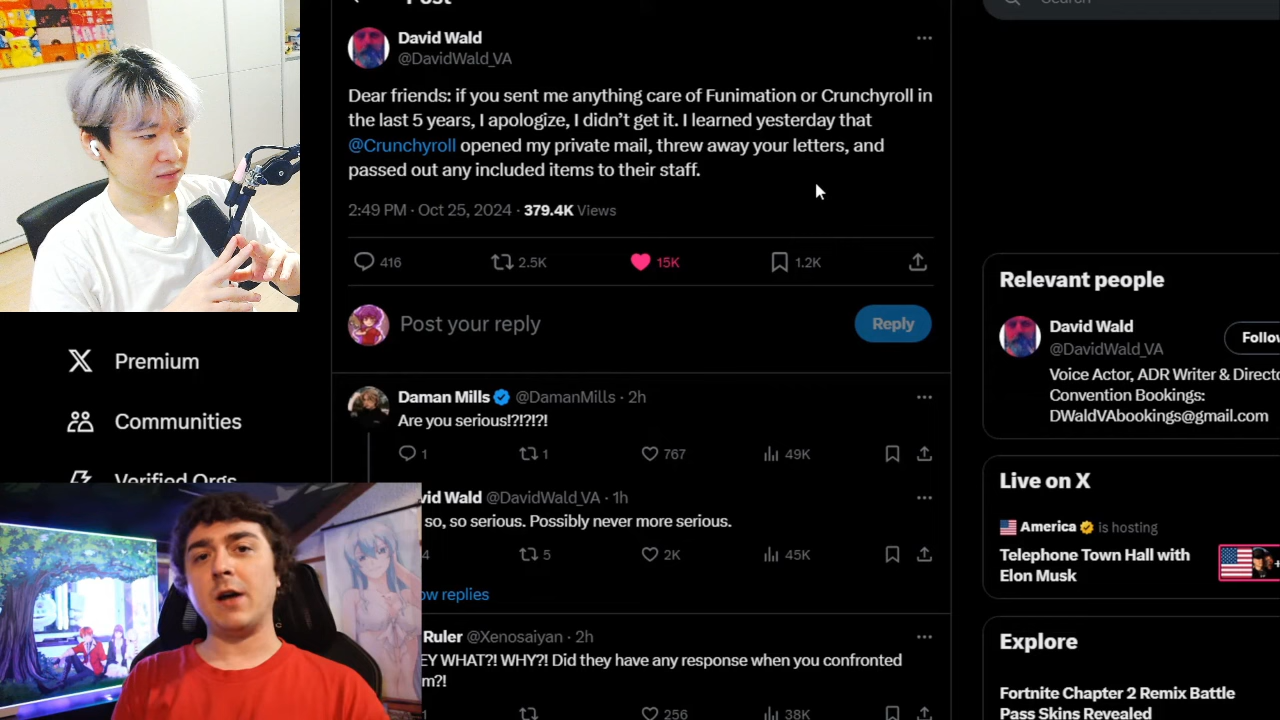 Post
Search
David Wald
@DavidWald_VA
Dear friends: if you sent me anything care of Funimation or Crunchyroll in
the last 5 years, I apologize, I didn’t get it. I learned yesterday that
@Crunchyroll opened my private mail, threw away your letters, and
passed out any included items to their staff.
2:49 PM · Oct 25, 2024 · 379.4K Views
416 2.5K 15K 1.2K
Post your reply
Reply
Daman Mills @DamanMills · 2h
Are you serious!?!?!?!
1 1 767 49K
vid Wald @DavidWald_VA · 1h
so, so serious. Possibly never more serious.
4 5 2K 45K
ow replies
Ruler @Xenosaiyan · 2h
EY WHAT?! WHY?! Did they have any response when you confronted
m?!
1 256 38K
Premium
Communities
Verified Orgs
Relevant people
David Wald
@DavidWald_VA
Follow
Voice Actor, ADR Writer & Directo
Convention Bookings:
DWaldVAbookings@gmail.com
Live on X
America is hosting
Telephone Town Hall with
Elon Musk
Explore
Fortnite Chapter 2 Remix Battle
Pass Skins Revealed